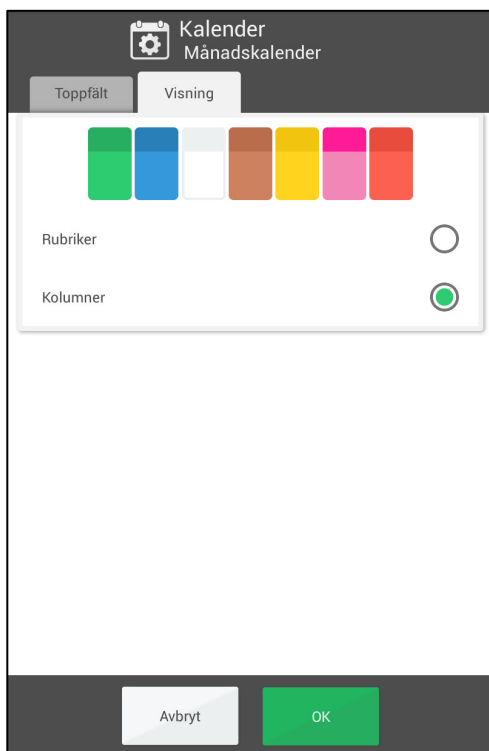 Kalender
Månadskalender
Toppfält
Visning
Rubriker
Kolumner
Avbryt
OK